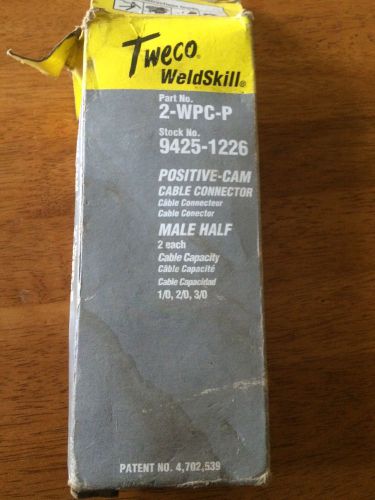 Tweco®
WeldSkill®
Part No.
2-WPC-P
Stock No.
9425-1226
POSITIVE-CAM
CABLE CONNECTOR
Câble Connecteur
Cable Conector
MALE HALF
2 each
Cable Capacity
Câble Capacité
Cable Capacidad
1/0, 2/0, 3/0
PATENT NO. 4,702,539